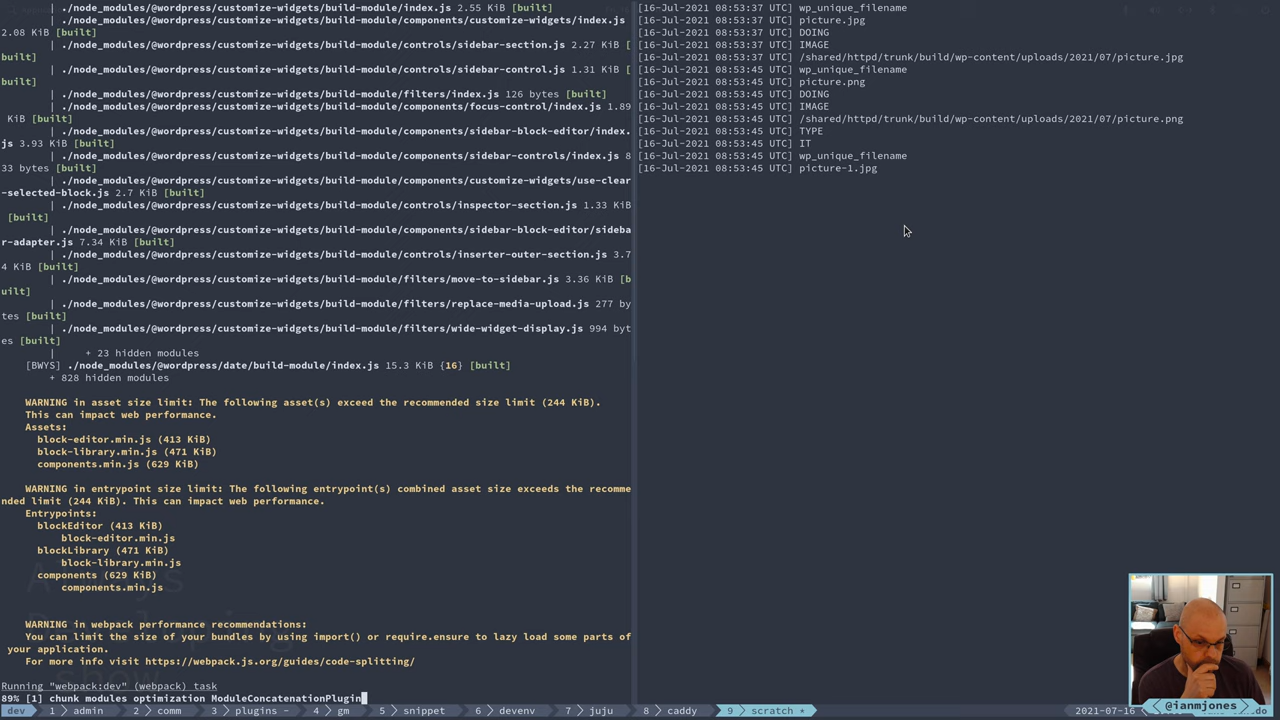 | ./node_modules/@wordpress/customize-widgets/build-module/index.js 2.55 KiB [built]
| ./node_modules/@wordpress/customize-widgets/build-module/components/customize-widgets/index.js
2.08 KiB [built]
| ./node_modules/@wordpress/customize-widgets/build-module/controls/sidebar-section.js 2.27 KiB [
built]
| ./node_modules/@wordpress/customize-widgets/build-module/controls/sidebar-control.js 1.31 KiB [
built]
| ./node_modules/@wordpress/customize-widgets/build-module/filters/index.js 126 bytes [built]
| ./node_modules/@wordpress/customize-widgets/build-module/components/focus-control/index.js 1.89
KiB [built]
| ./node_modules/@wordpress/customize-widgets/build-module/components/sidebar-block-editor/index.
js 3.93 KiB [built]
| ./node_modules/@wordpress/customize-widgets/build-module/components/sidebar-controls/index.js 8
33 bytes [built]
| ./node_modules/@wordpress/customize-widgets/build-module/components/customize-widgets/use-clear
-selected-block.js 2.7 KiB [built]
| ./node_modules/@wordpress/customize-widgets/build-module/controls/inspector-section.js 1.33 KiB
[built]
| ./node_modules/@wordpress/customize-widgets/build-module/components/sidebar-block-editor/sideba
r-adapter.js 7.34 KiB [built]
| ./node_modules/@wordpress/customize-widgets/build-module/controls/inserter-outer-section.js 3.7
4 KiB [built]
| ./node_modules/@wordpress/customize-widgets/build-module/filters/move-to-sidebar.js 3.36 KiB [b
uilt]
| ./node_modules/@wordpress/customize-widgets/build-module/filters/replace-media-upload.js 277 by
tes [built]
| ./node_modules/@wordpress/customize-widgets/build-module/filters/wide-widget-display.js 994 byt
es [built]
| + 23 hidden modules
[BWYS] ./node_modules/@wordpress/date/build-module/index.js 15.3 KiB {16} [built]
+ 828 hidden modules
WARNING in asset size limit: The following asset(s) exceed the recommended size limit (244 KiB).
This can impact web performance.
Assets:
block-editor.min.js (413 KiB)
block-library.min.js (471 KiB)
components.min.js (629 KiB)
WARNING in entrypoint size limit: The following entrypoint(s) combined asset size exceeds the recomme
nded limit (244 KiB). This can impact web performance.
Entrypoints:
blockEditor (413 KiB)
block-editor.min.js
blockLibrary (471 KiB)
block-library.min.js
components (629 KiB)
components.min.js
WARNING in webpack performance recommendations:
You can limit the size of your bundles by using import() or require.ensure to lazy load some parts of
your application.
For more info visit https://webpack.js.org/guides/code-splitting/
Running "webpack:dev" (webpack) task
89% [1] chunk modules optimization ModuleConcatenationPlugin
[16-Jul-2021 08:53:37 UTC] wp_unique_filename
[16-Jul-2021 08:53:37 UTC] picture.jpg
[16-Jul-2021 08:53:37 UTC] DOING
[16-Jul-2021 08:53:37 UTC] IMAGE
[16-Jul-2021 08:53:37 UTC] /shared/httpd/trunk/build/wp-content/uploads/2021/07/picture.jpg
[16-Jul-2021 08:53:45 UTC] wp_unique_filename
[16-Jul-2021 08:53:45 UTC] picture.png
[16-Jul-2021 08:53:45 UTC] DOING
[16-Jul-2021 08:53:45 UTC] IMAGE
[16-Jul-2021 08:53:45 UTC] /shared/httpd/trunk/build/wp-content/uploads/2021/07/picture.png
[16-Jul-2021 08:53:45 UTC] TYPE
[16-Jul-2021 08:53:45 UTC] IT
[16-Jul-2021 08:53:45 UTC] wp_unique_filename
[16-Jul-2021 08:53:45 UTC] picture-1.jpg
dev 1 admin 2 comm 3 plugins - 4 gm 5 snippet 6 devenv 7 juju 8 caddy 9 scratch * 2021-07-16
@ianmjones